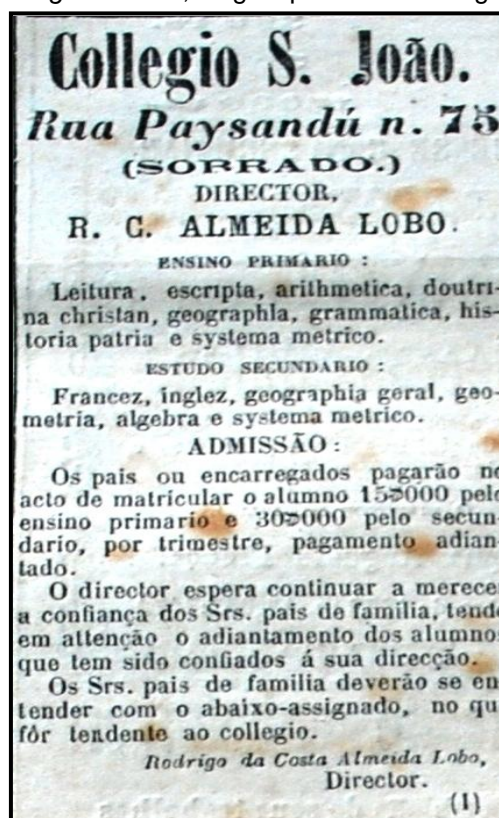 Collegio S. João.
Rua Paysandú n. 75
(SORRADO.)
DIRECTOR,
R. C. ALMEIDA LOBO.
ENSINO PRIMARIO :
Leitura, escripta, arithmetica, doutri-
na christan, geographia, grammatica, his-
toria patria e systema metrico.
ESTUDO SECUNDARIO :
Francez, inglez, geographia geral, geo-
metria, algebra e systema metrico.
ADMISSÃO :
Os pais ou encarregados pagarão no
acto de matricular o alumno 15$000 pelo
ensino primario e 30$000 pelo secun
dario, por trimestre, pagamento adian-
tado.
O director espera continuar a merece
a confiança dos Srs. pais de familia, tend
em attenção o adiantamento dos alumno
que tem sido confiados á sua direcção.
Os Srs. pais de familia deverão se en
tender com o abaixo-assignado, no qu
fôr tendente ao collegio.
Rodrigo da Costa Almeida Lobo,
Director.
(1)